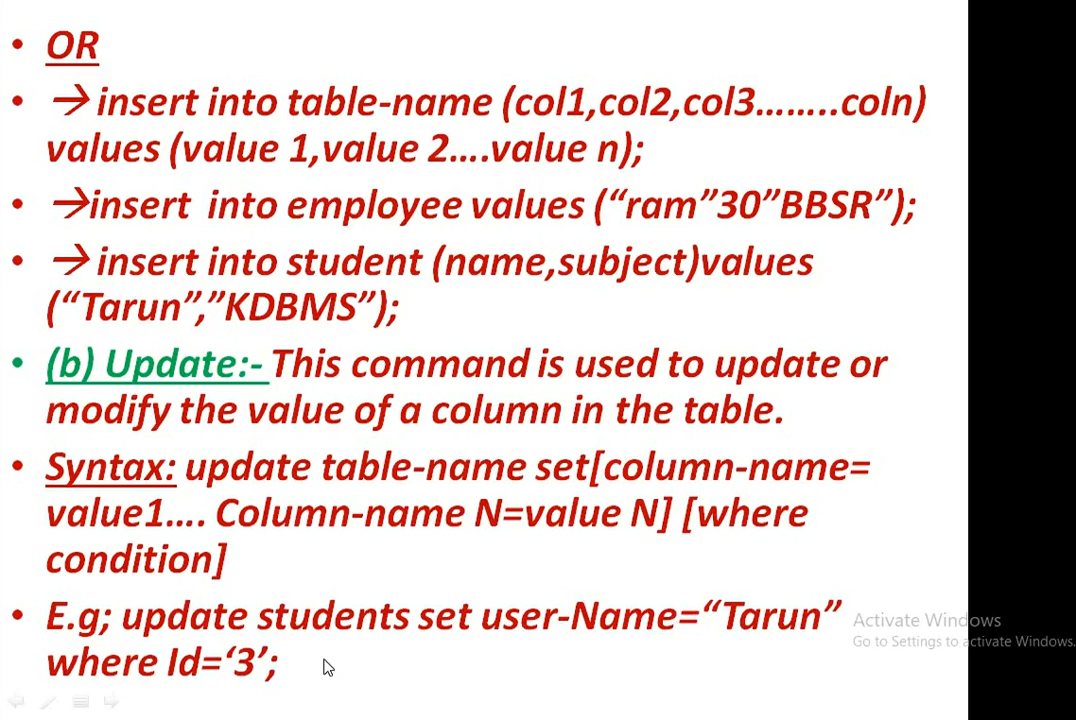 • OR
• → insert into table-name (col1,col2,col3……..coln)
values (value 1,value 2….value n);
• →insert  into employee values (“ram”30”BBSR”);
• → insert into student (name,subject)values
(“Tarun”,”KDBMS”);
• (b) Update:- This command is used to update or
modify the value of a column in the table.
• Syntax: update table-name set[column-name=
value1…. Column-name N=value N] [where
condition]
• E.g; update students set user-Name=“Tarun”
where Id=‘3’;
Activate Windows
Go to Settings to activate Windows.